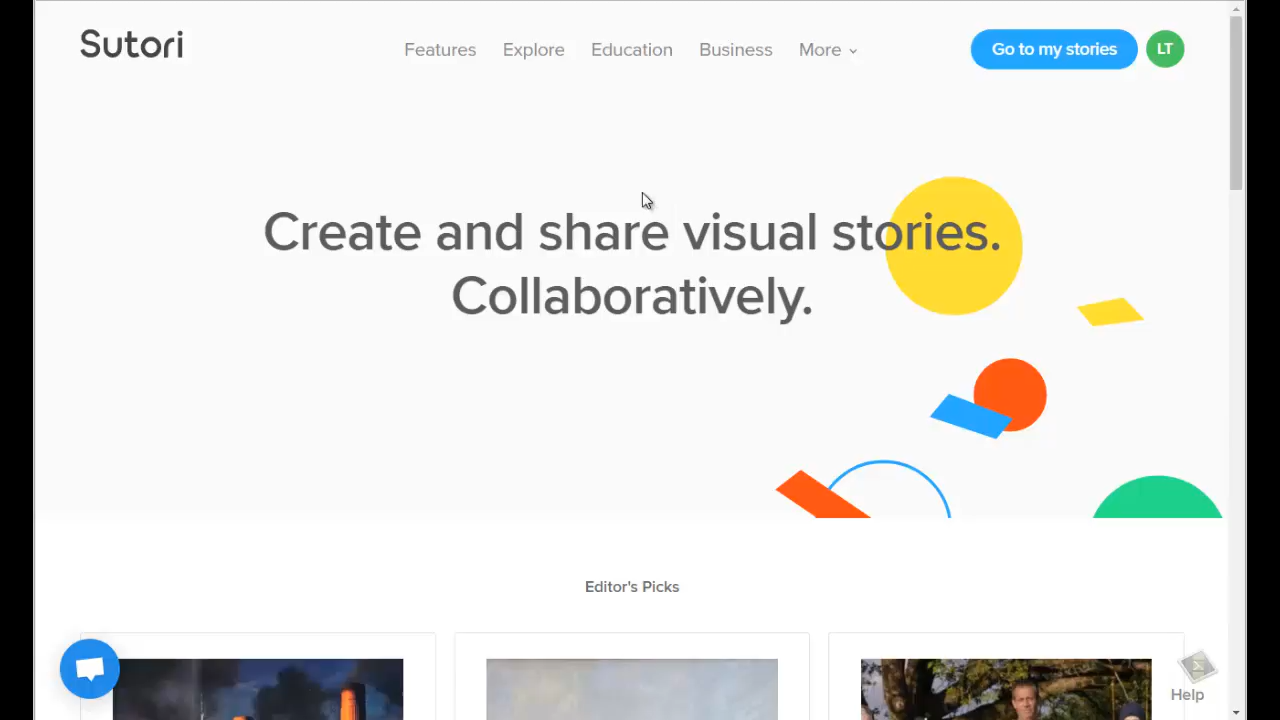 Sutori
Features
Explore
Education
Business
More
Go to my stories
LT
Create and share visual stories.
Collaboratively.
Editor's Picks
Help